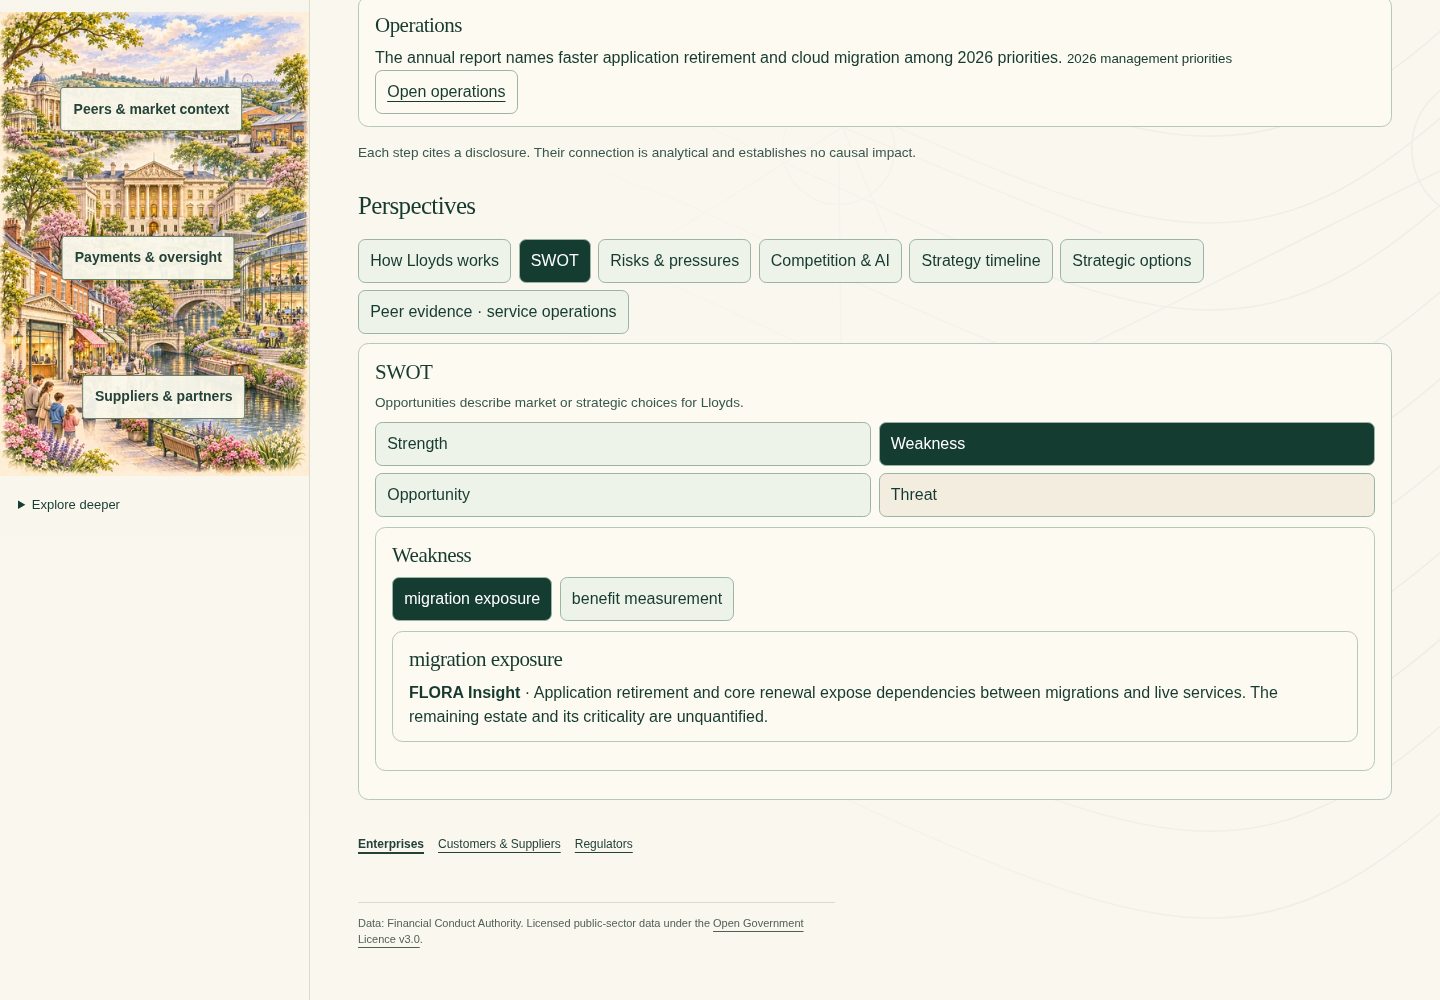 Peers & market context
Payments & oversight
Suppliers & partners
Explore deeper
Operations
The annual report names faster application retirement and cloud migration among 2026 priorities. 2026 management priorities
Open operations
Each step cites a disclosure. Their connection is analytical and establishes no causal impact.
Perspectives
How Lloyds works
SWOT
Risks & pressures
Competition & AI
Strategy timeline
Strategic options
Peer evidence · service operations
SWOT
Opportunities describe market or strategic choices for Lloyds.
Strength
Weakness
Opportunity
Threat
Weakness
migration exposure
benefit measurement
migration exposure
FLORA Insight · Application retirement and core renewal expose dependencies between migrations and live services. The
remaining estate and its criticality are unquantified.
Enterprises
Customers & Suppliers
Regulators
Data: Financial Conduct Authority. Licensed public-sector data under the Open Government
Licence v3.0.